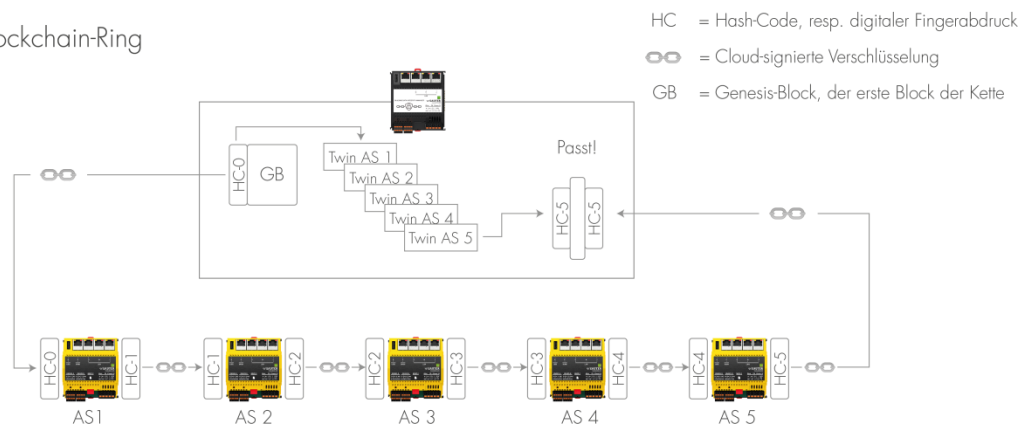 ockchain-Ring
HC = Hash-Code, resp. digitaler Fingerabdruck
= Cloud-signierte Verschlüsselung
GB = Genesis-Block, der erste Block der Kette
HC-0
GB
Twin AS 1
Twin AS 2
Twin AS 3
Twin AS 4
Twin AS 5
Passt!
HC-5
HC-5
HC-0
HC-1
HC-1
HC-2
HC-2
HC-3
HC-3
HC-4
HC-4
HC-5
AS1
AS 2
AS 3
AS 4
AS 5